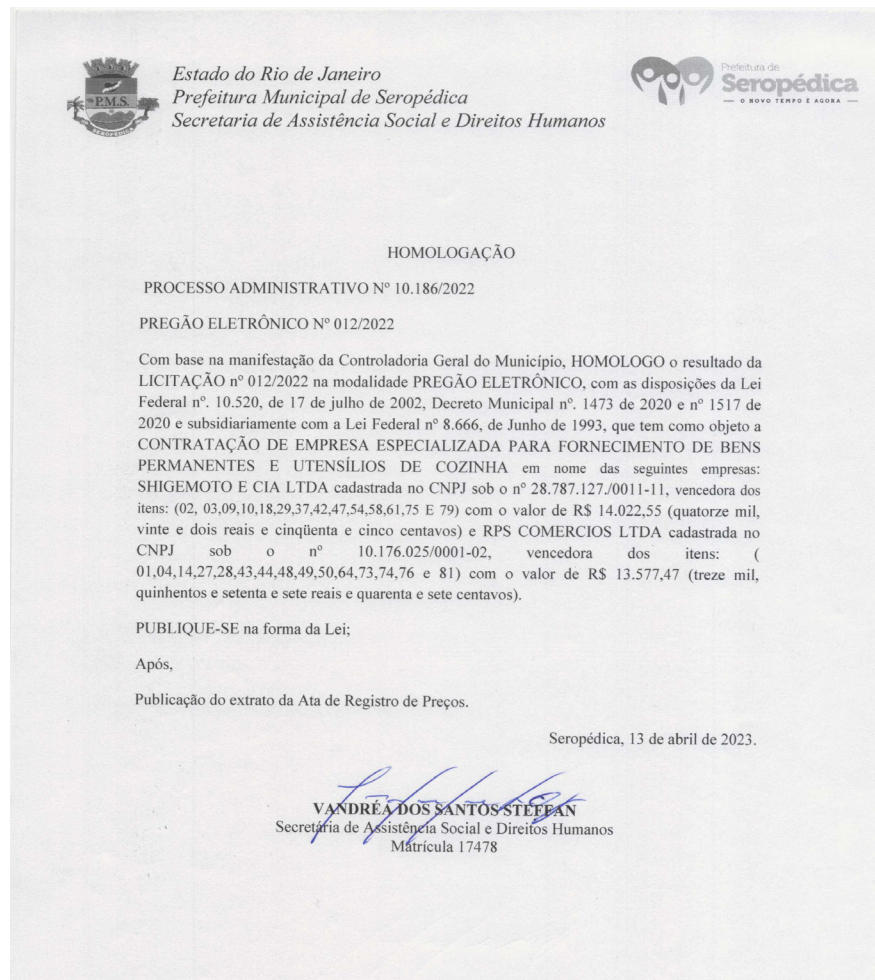 Estado do Rio de Janeiro
Prefeitura Municipal de Seropédica
Secretaria de Assistência Social e Direitos Humanos
P.M.S.
SEROPÉDICA
Prefeitura de
Seropédica
O NOVO TEMPO É AGORA
HOMOLOGAÇÃO
PROCESSO ADMINISTRATIVO Nº 10.186/2022
PREGÃO ELETRÔNICO Nº 012/2022
Com base na manifestação da Controladoria Geral do Município, HOMOLOGO o resultado da
LICITAÇÃO nº 012/2022 na modalidade PREGÃO ELETRÔNICO, com as disposições da Lei
Federal nº. 10.520, de 17 de julho de 2002, Decreto Municipal nº. 1473 de 2020 e nº 1517 de
2020 e subsidiariamente com a Lei Federal nº 8.666, de Junho de 1993, que tem como objeto a
CONTRATAÇÃO DE EMPRESA ESPECIALIZADA PARA FORNECIMENTO DE BENS
PERMANENTES E UTENSÍLIOS DE COZINHA em nome das seguintes empresas:
SHIGEMOTO E CIA LTDA cadastrada no CNPJ sob o nº 28.787.127./0011-11, vencedora dos
itens: (02, 03,09,10,18,29,37,42,47,54,58,61,75 E 79) com o valor de R$ 14.022,55 (quatorze mil,
vinte e dois reais e cinqüenta e cinco centavos) e RPS COMERCIOS LTDA cadastrada no
CNPJ sob o nº 10.176.025/0001-02, vencedora dos itens: (
01,04,14,27,28,43,44,48,49,50,64,73,74,76 e 81) com o valor de R$ 13.577,47 (treze mil,
quinhentos e setenta e sete reais e quarenta e sete centavos).
PUBLIQUE-SE na forma da Lei;
Após,
Publicação do extrato da Ata de Registro de Preços.
Seropédica, 13 de abril de 2023.
VANDRÉA DOS SANTOS STEFFAN
Secretária de Assistência Social e Direitos Humanos
Matrícula 17478